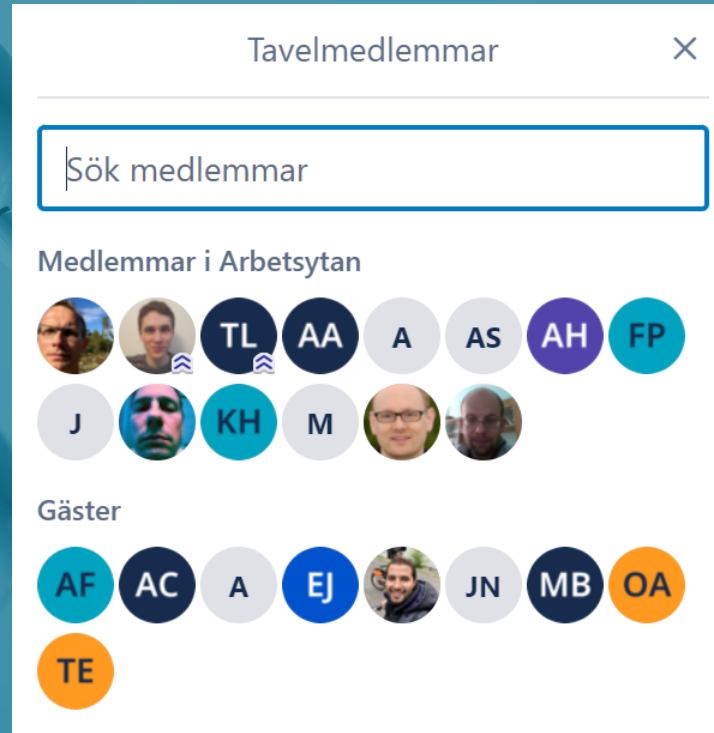 Tavelmedlemmar
Sök medlemmar
Medlemmar i Arbetsytan
TL AA A AS AH FP
J KH M
Gäster
AF AC A EJ JN MB OA
TE